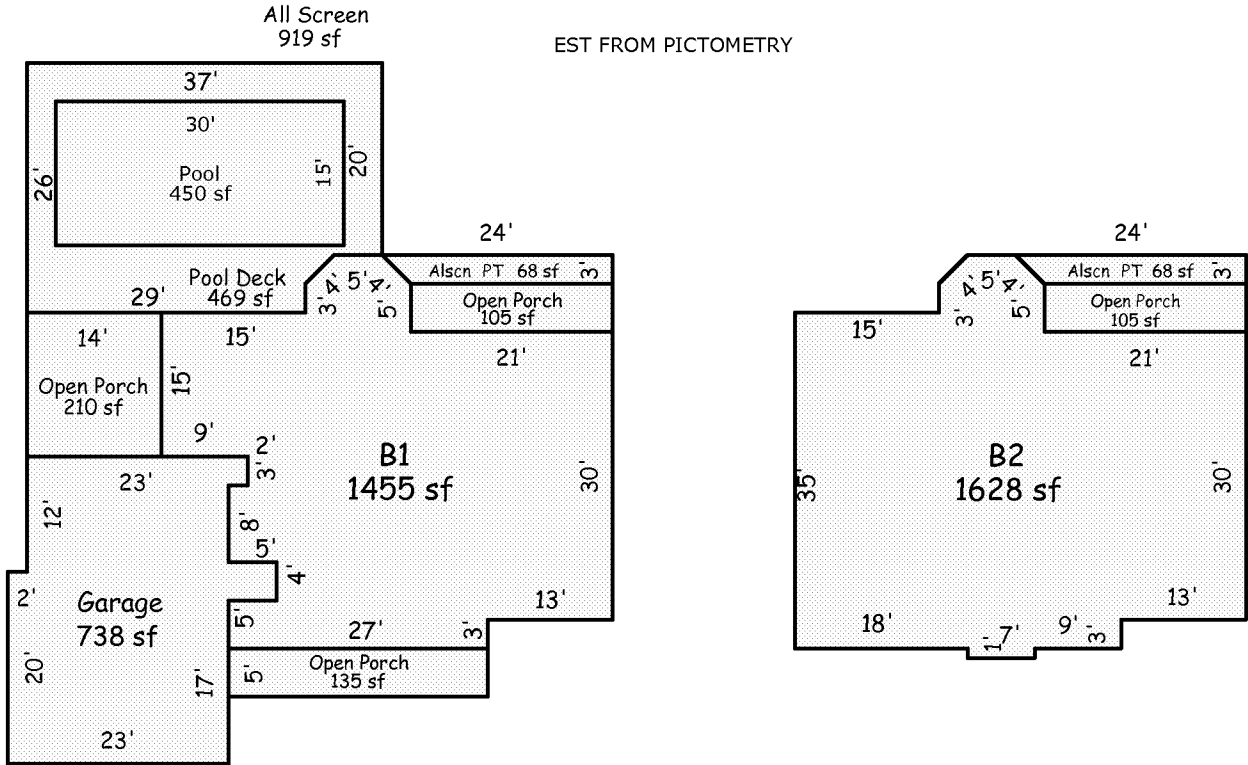 All Screen
919 sf
EST FROM PICTOMETRY
37'
30'
26'
Pool
450 sf
15'
20'
Pool Deck
469 sf
29'
3'
4'
5'
4'
5'
24'
Alscn PT 68 sf
3'
Open Porch
105 sf
21'
14'
15'
Open Porch
210 sf
15'
9'
2'
3'
B1
1455 sf
30'
23'
12'
8'
5'
4'
2'
Garage
738 sf
5'
27'
3'
13'
20'
17'
5'
Open Porch
135 sf
23'
24'
4'
5'
4'
3'
5'
Alscn PT 68 sf
3'
Open Porch
105 sf
15'
21'
B2
1628 sf
35'
30'
18'
1'
7'
9'
3'
13'